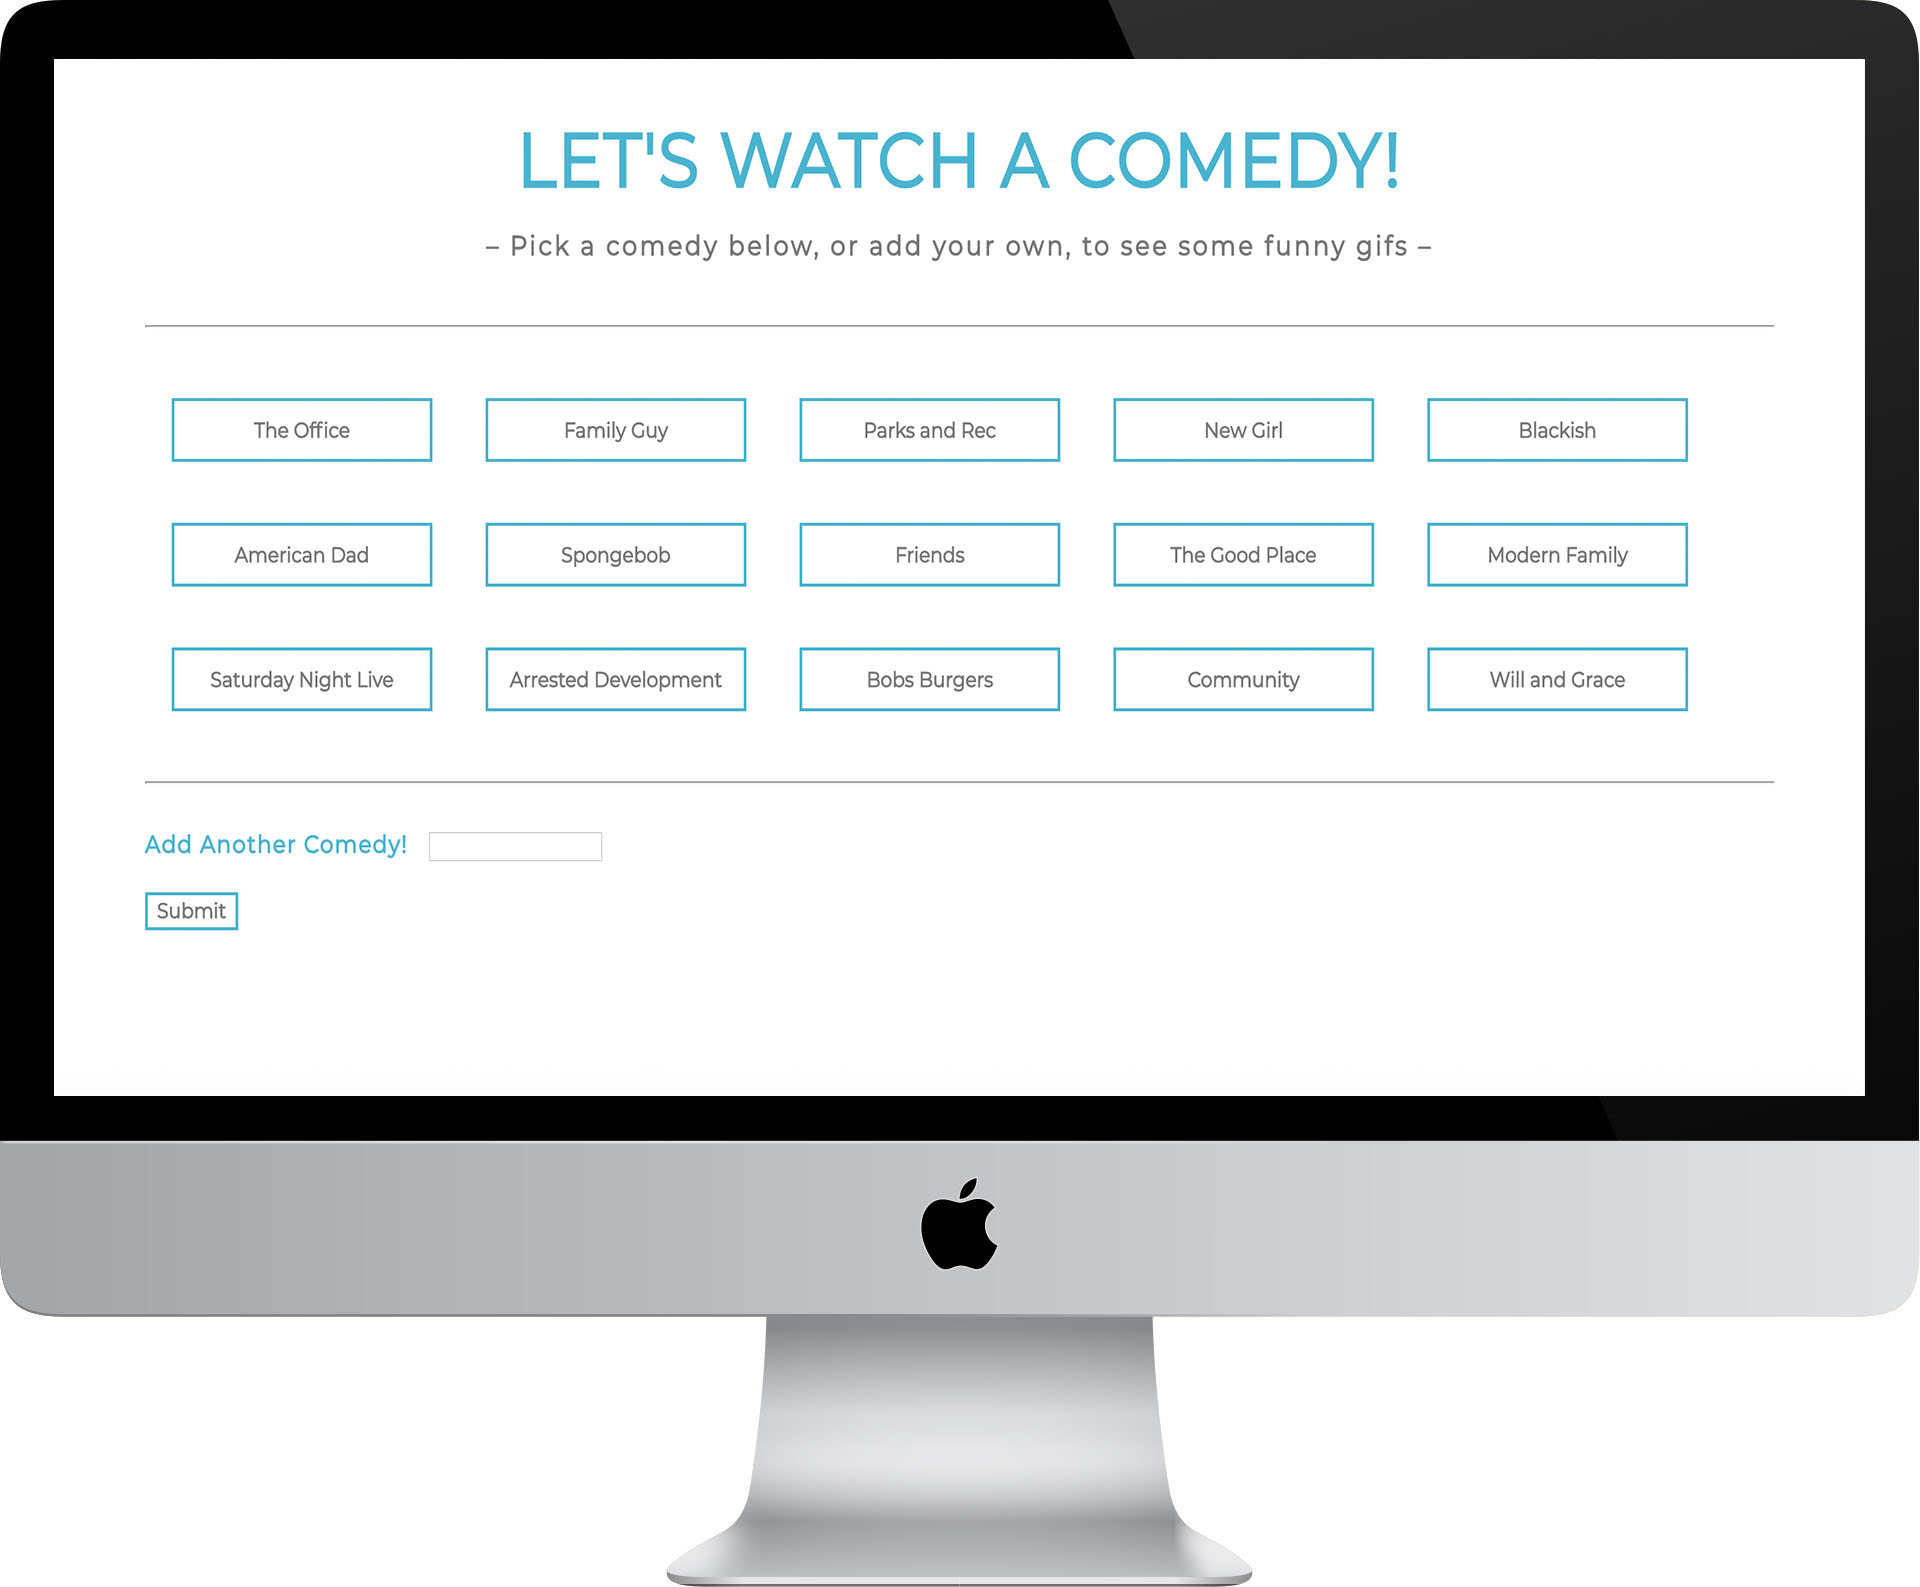 LET'S WATCH A COMEDY!
– Pick a comedy below, or add your own, to see some funny gifs –
The Office Family Guy Parks and Rec New Girl Blackish
American Dad Spongebob Friends The Good Place Modern Family
Saturday Night Live Arrested Development Bobs Burgers Community Will and Grace
Add Another Comedy!
Submit